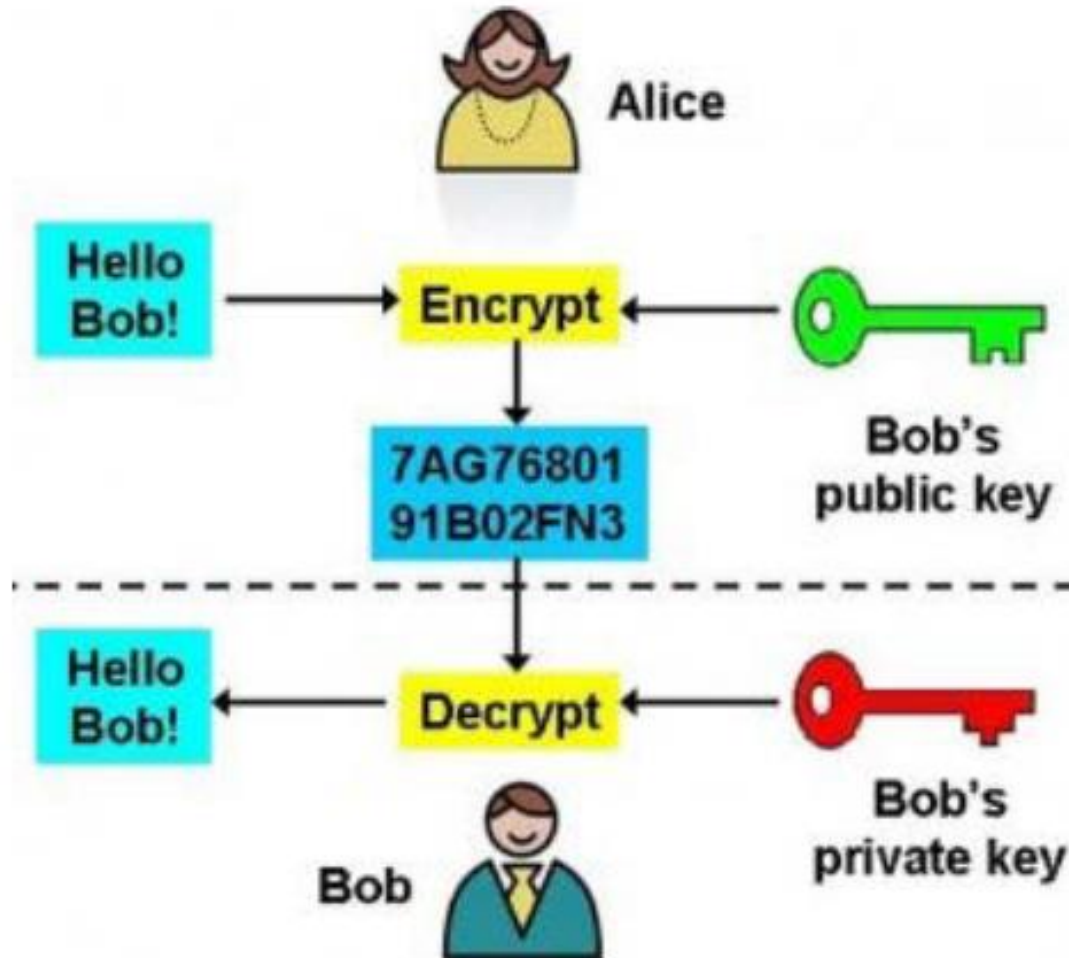 Alice
Hello
Bob!
Encrypt
Bob's
public key
7AG76801
91B02FN3
Hello
Bob!
Decrypt
Bob's
private key
Bob